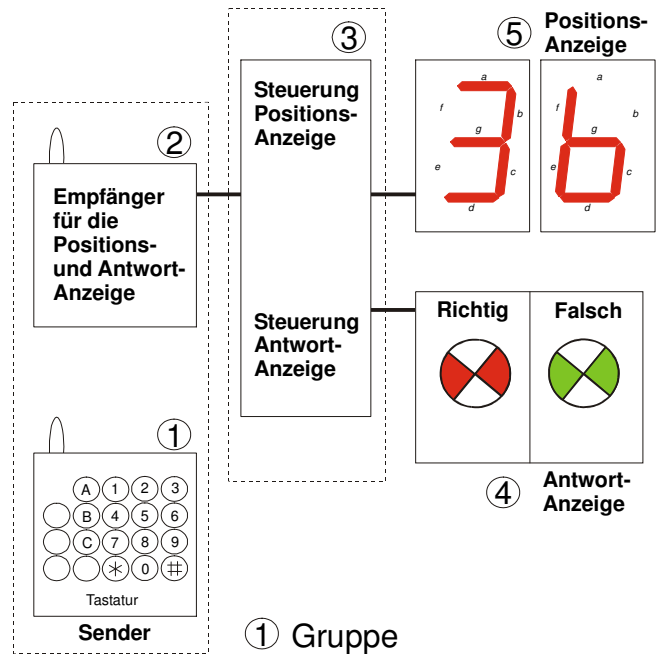 ③
Steuerung
Positions-
Anzeige
Steuerung
Antwort-
Anzeige
⑤ Positions-
Anzeige
a
f
b
g
e
c
d
a
f
b
g
e
c
d
②
Empfänger
für die
Positions-
und Antwort-
Anzeige
Richtig Falsch
④ Antwort-
Anzeige
①
A 1 2 3
B 4 5 6
C 7 8 9
* 0 #
Tastatur
Sender
① Gruppe